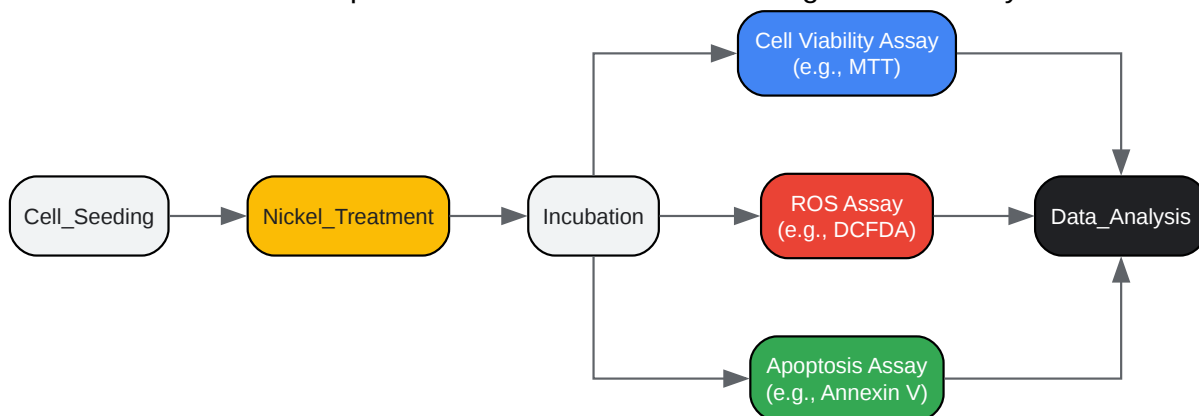 Cell Viability Assay
(e.g., MTT)
Cell_Seeding
Nickel_Treatment
Incubation
ROS Assay
(e.g., DCFDA)
Data_Analysis
Apoptosis Assay
(e.g., Annexin V)